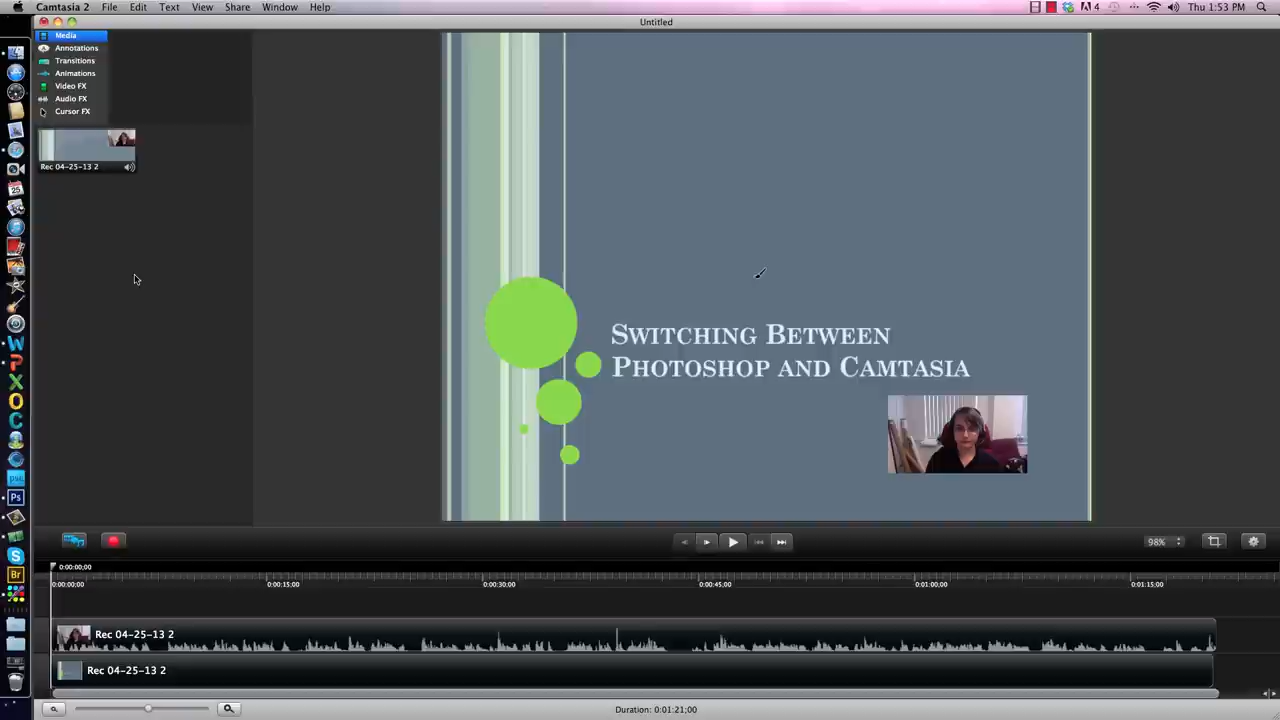 Camtasia 2 File Edit Text View Share Window Help 4 Thu 1:53 PM
Untitled
Media
Annotations
Transitions
Animations
Video FX
Audio FX
Cursor FX
Rec 04-25-13 2
Switching Between
Photoshop and Camtasia
98%
0:00:00;00
0:00:00;00 0:00:15;00 0:00:30;00 0:00:45;00 0:01:00;00 0:01:15;00
Rec 04-25-13 2
Rec 04-25-13 2
Duration: 0:01:21;00